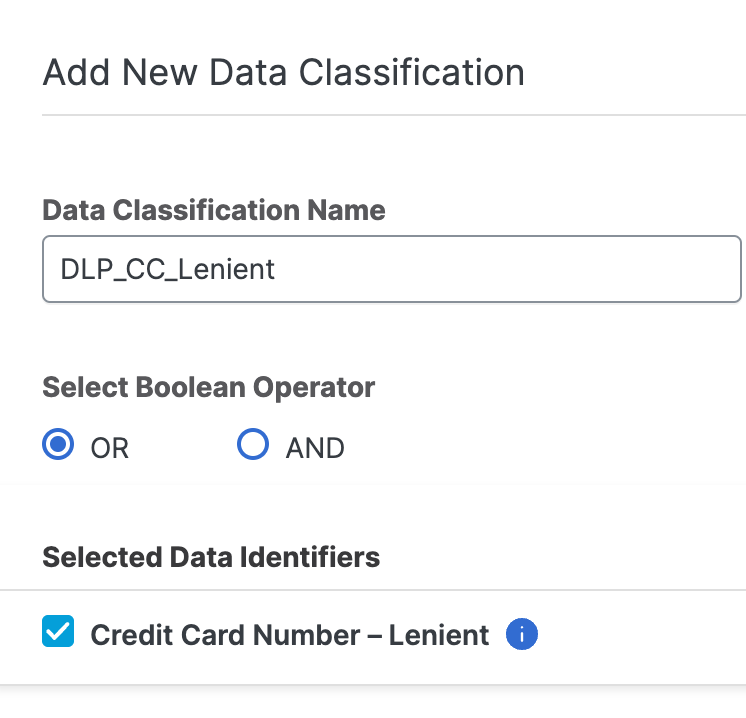 Add New Data Classification
Data Classification Name
DLP_CC_Lenient
Select Boolean Operator
OR AND
Selected Data Identifiers
Credit Card Number – Lenient i